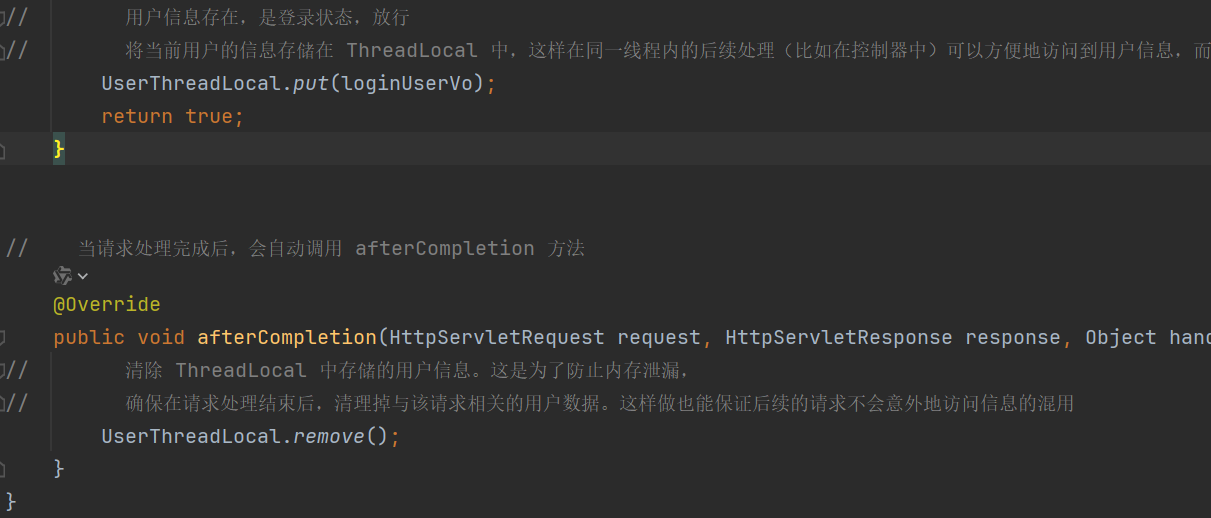 //        用户信息存在，是登录状态，放行
//        将当前用户的信息存储在 ThreadLocal 中，这样在同一线程内的后续处理（比如在控制器中）可以方便地访问到用户信息，而
UserThreadLocal.put(loginUserVo);
return true;
}
//    当请求处理完成后，会自动调用 afterCompletion 方法
@Override
public void afterCompletion(HttpServletRequest request, HttpServletResponse response, Object hand
//        清除 ThreadLocal 中存储的用户信息。这是为了防止内存泄漏，
//        确保在请求处理结束后，清理掉与该请求相关的用户数据。这样做也能保证后续的请求不会意外地访问信息的混用
UserThreadLocal.remove();
}
}